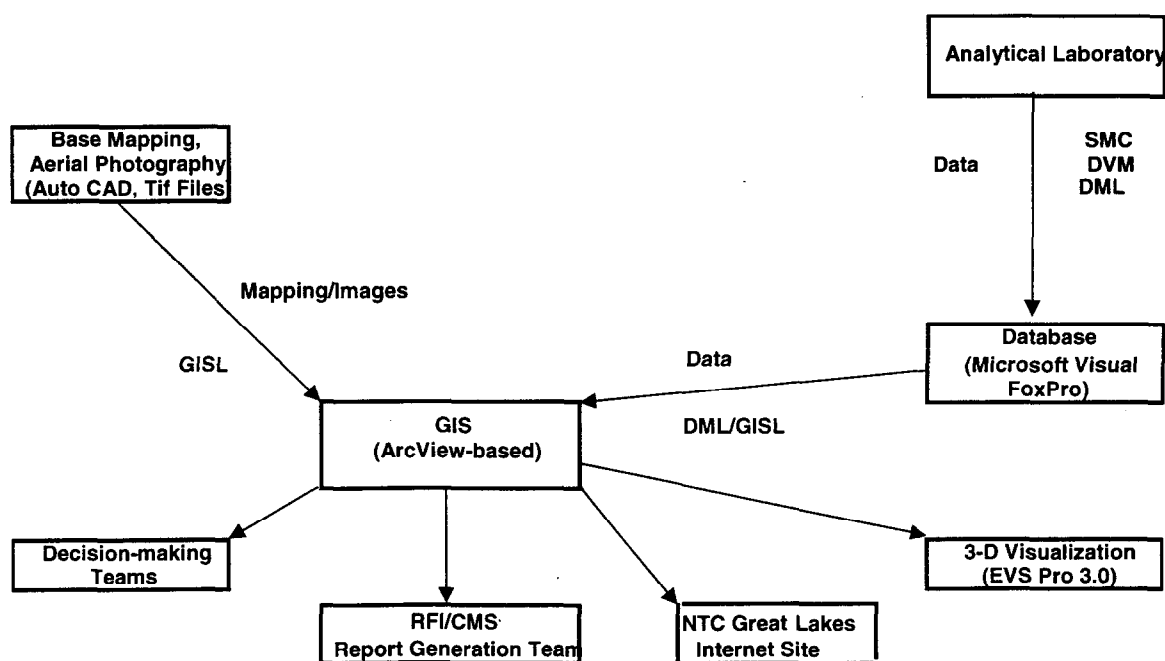 Analytical Laboratory
Base Mapping,
Aerial Photography
(Auto CAD, Tif Files
Data
SMC
DVM
DML
Mapping/Images
GISL
Data
Database
(Microsoft Visual
FoxPro)
DML/GISL
GIS
(ArcView-based)
Decision-making
Teams
3-D Visualization
(EVS Pro 3.0)
RFI/CMS
Report Generation Team
NTC Great Lakes
Internet Site